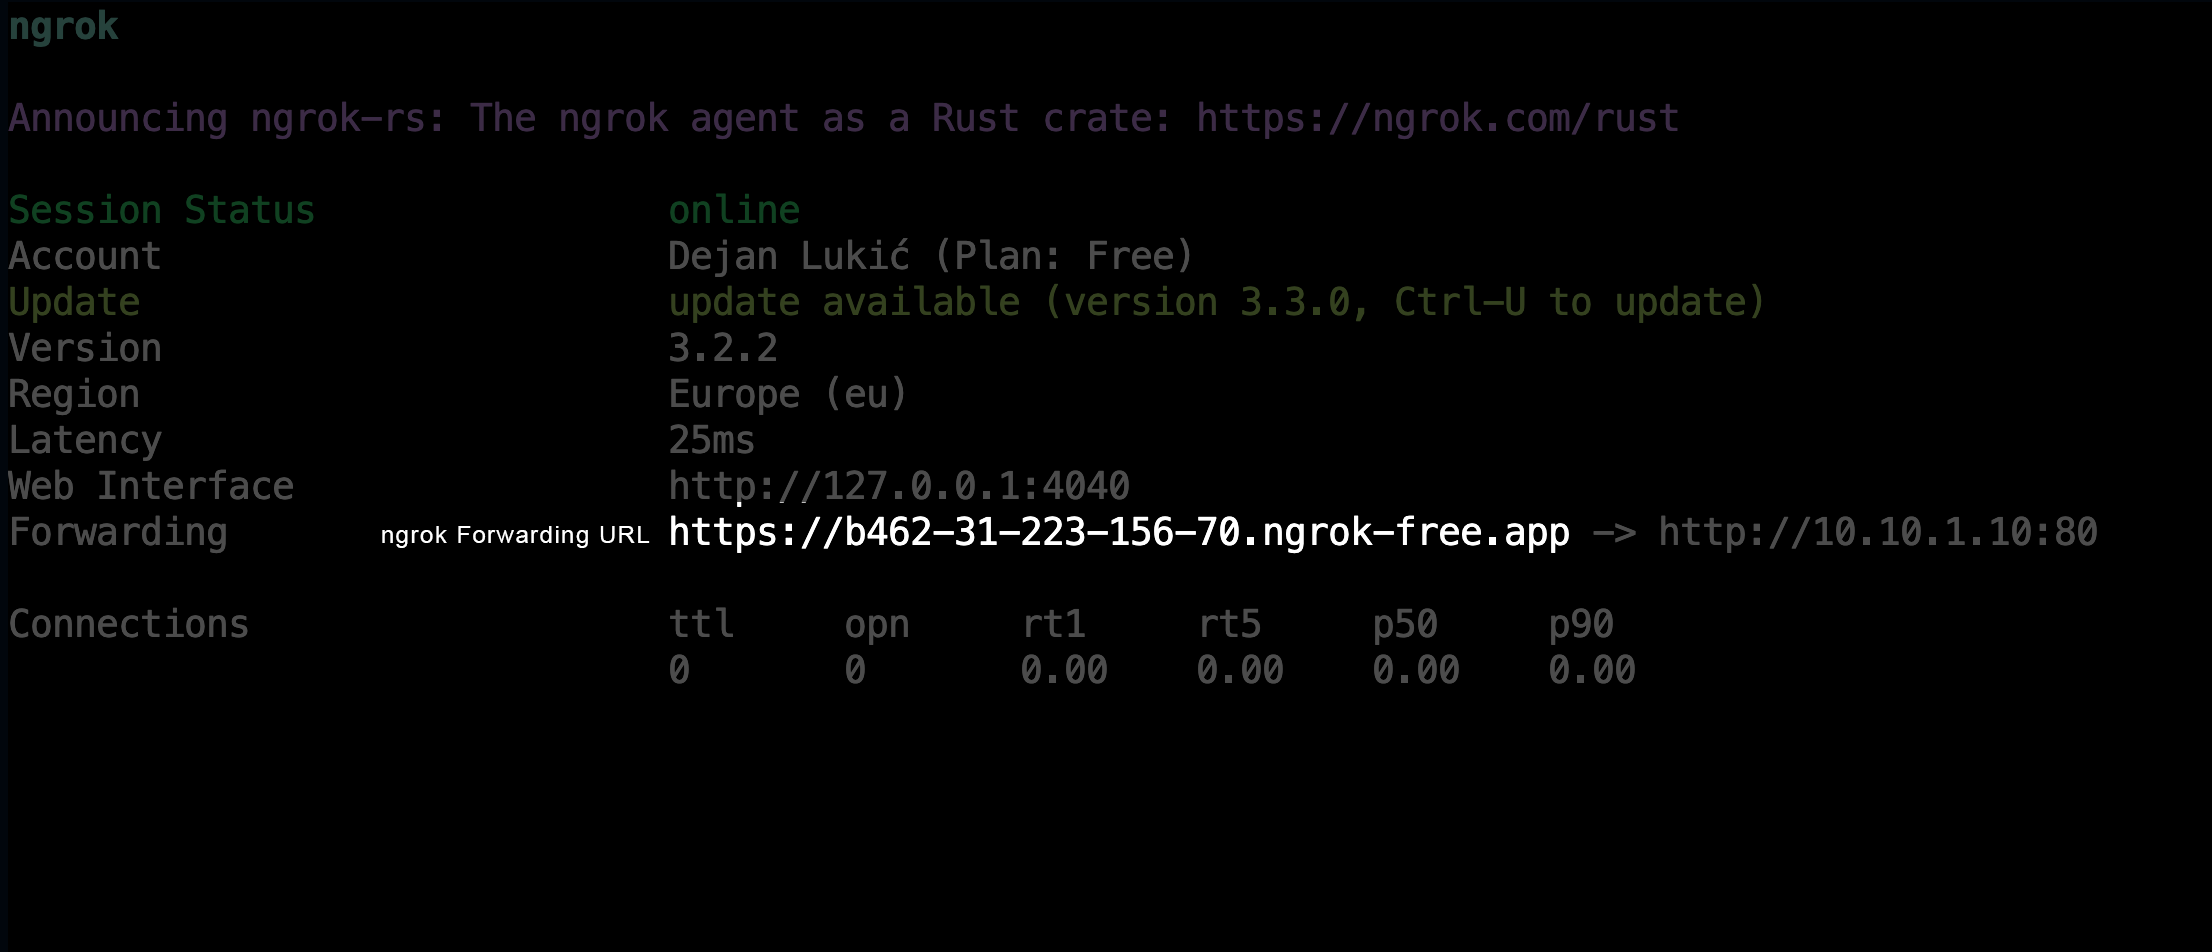 ngrok
Announcing ngrok-rs: The ngrok agent as a Rust crate: https://ngrok.com/rust
Session Status online
Account Dejan Lukić (Plan: Free)
Update update available (version 3.3.0, Ctrl-U to update)
Version 3.2.2
Region Europe (eu)
Latency 25ms
Web Interface http://127.0.0.1:4040
Forwarding ngrok Forwarding URL https://b462-31-223-156-70.ngrok-free.app -> http://10.10.1.10:80
Connections ttl opn rt1 rt5 p50 p90
0 0 0.00 0.00 0.00 0.00